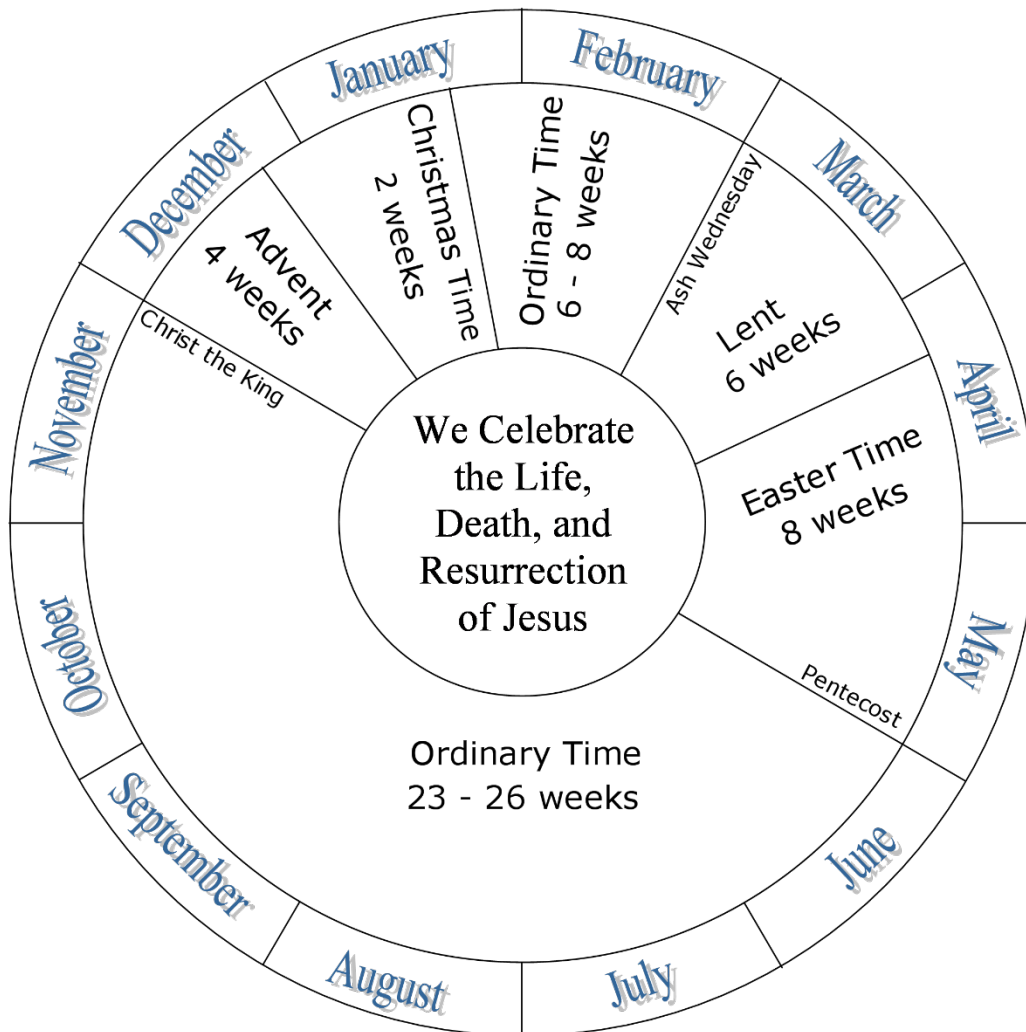 January
February
March
April
May
June
July
August
September
October
November
December
Advent
4 weeks
Christmas Time
2 weeks
Ordinary Time
6 - 8 weeks
Ash Wednesday
Lent
6 weeks
Easter Time
8 weeks
Pentecost
Ordinary Time
23 - 26 weeks
Christ the King
We Celebrate
the Life,
Death, and
Resurrection
of Jesus